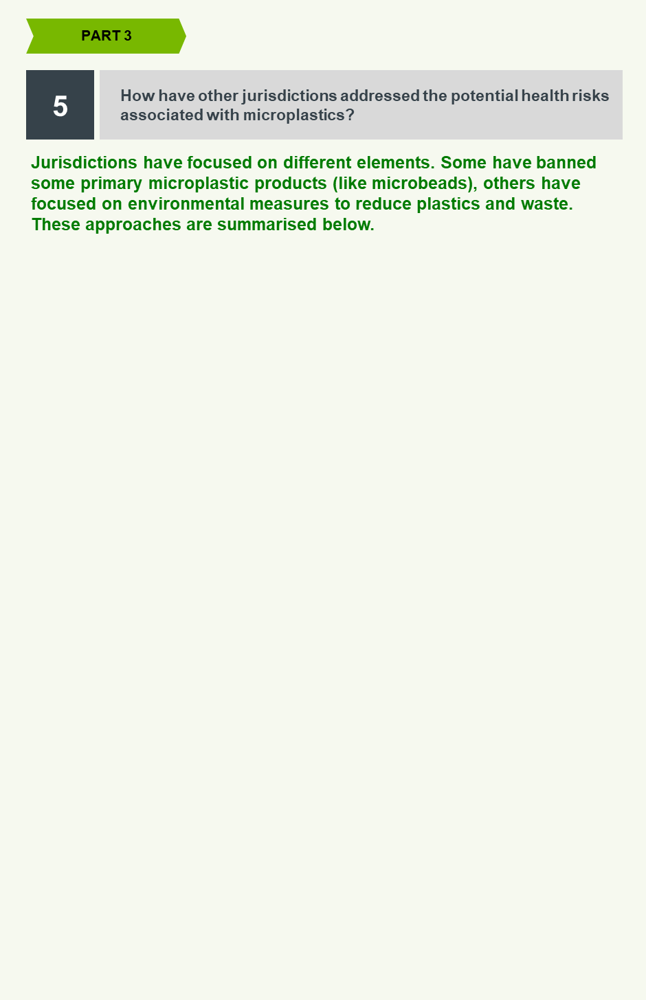 PART 3
5
How have other jurisdictions addressed the potential health risks
associated with microplastics?
Jurisdictions have focused on different elements. Some have banned
some primary microplastic products (like microbeads), others have
focused on environmental measures to reduce plastics and waste.
These approaches are summarised below.